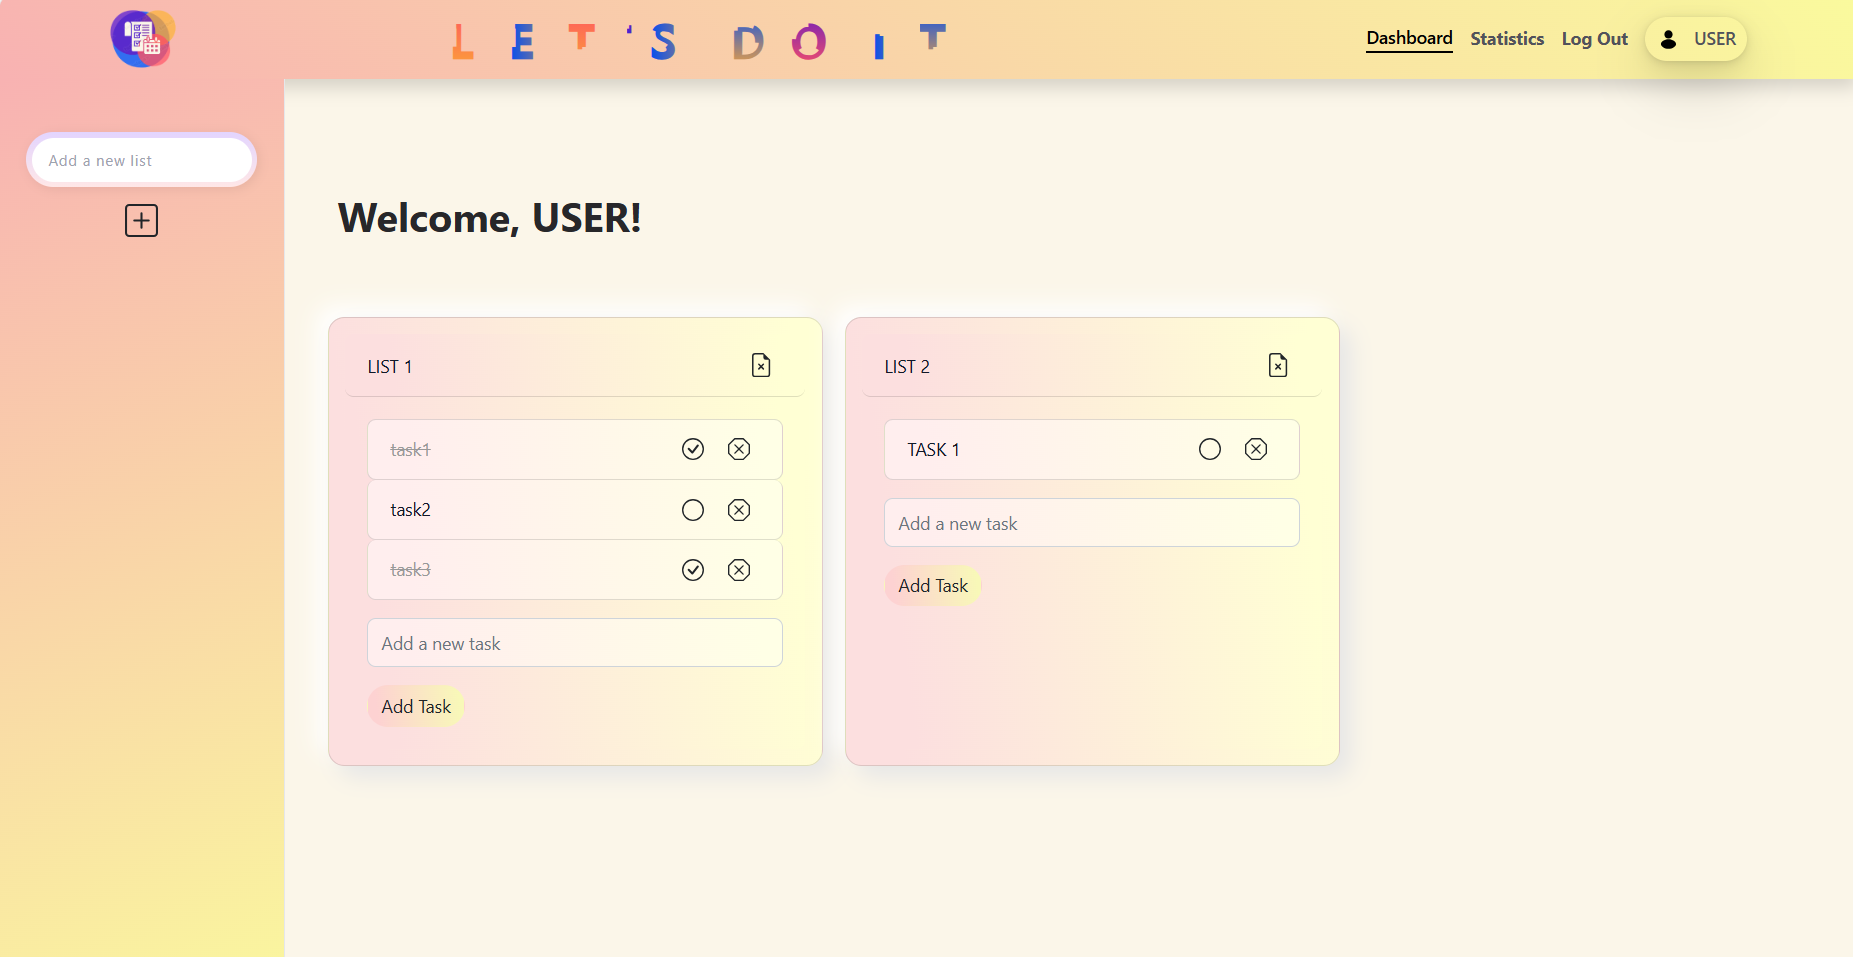 LET'S DO IT
Dashboard Statistics Log Out USER
Add a new list
Welcome, USER!
LIST 1
task1
task2
task3
Add a new task
Add Task
LIST 2
TASK 1
Add a new task
Add Task